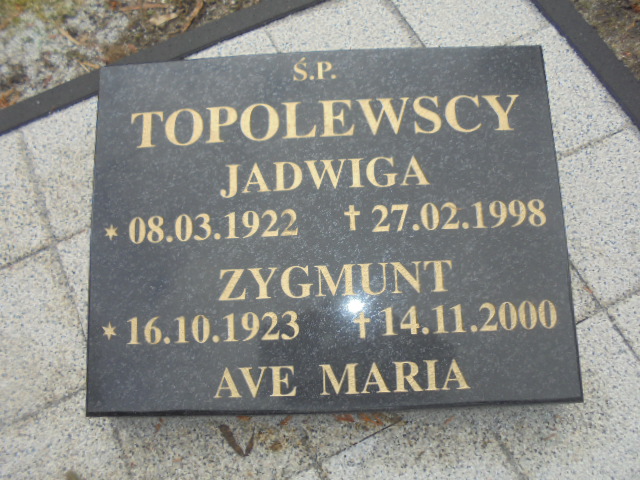 Ś.P.
TOPOLEWSCY
JADWIGA
* 08.03.1922 † 27.02.1998
ZYGMUNT
* 16.10.1923 † 14.11.2000
AVE MARIA